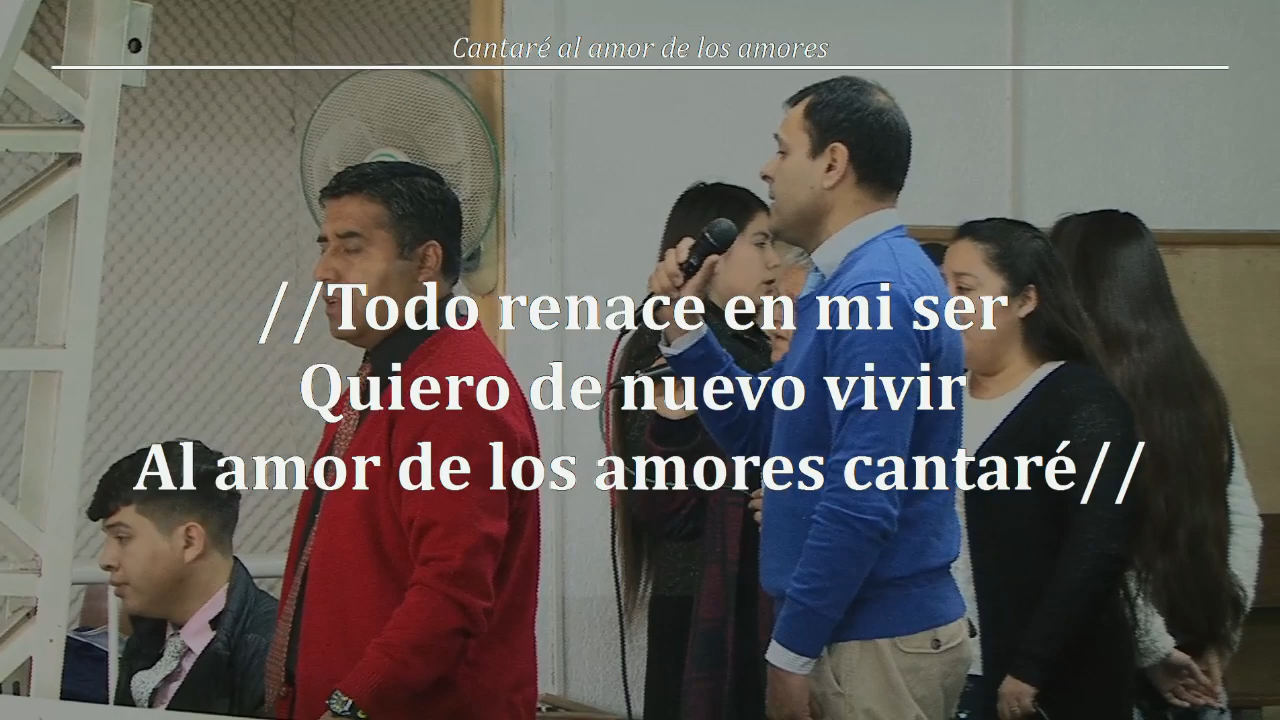 Cantaré al amor de los amores
//Todo renace en mi ser
Quiero de nuevo vivir
Al amor de los amores cantaré//